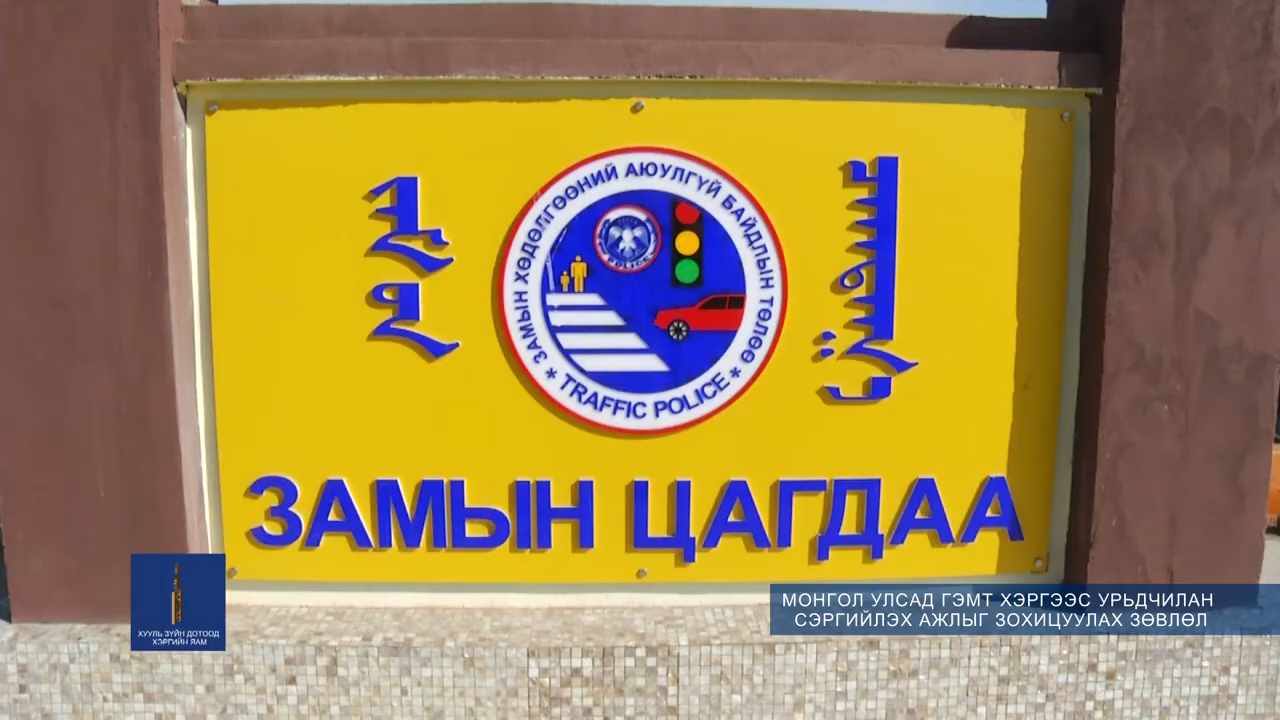 ЗАМЫН ХӨДӨЛГӨӨНИЙ АЮУЛГҮЙ БАЙДЛЫН ТӨЛӨӨ
POLICE
* TRAFFIC POLICE *
ЗАМЫН ЦАГДАА
ХУУЛЬ ЗҮЙН ДОТООД
ХЭРГИЙН ЯАМ
МОНГОЛ УЛСАД ГЭМТ ХЭРГЭЭС УРЬДЧИЛАН
СЭРГИЙЛЭХ АЖЛЫГ ЗОХИЦУУЛАХ ЗӨВЛӨЛ